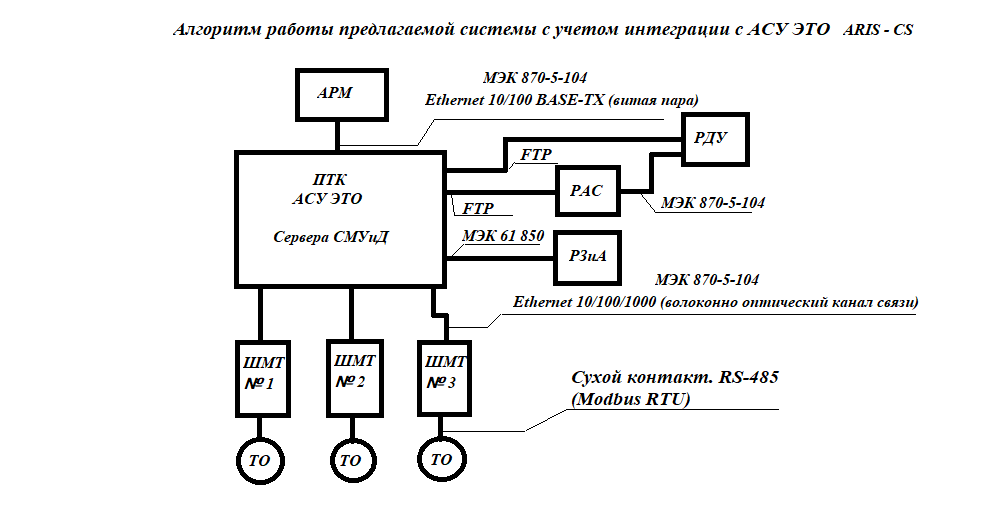 Алгоритм работы предлагаемой системы с учетом интеграции с АСУ ЭТО ARIS - CS
МЭК 870-5-104
Ethernet 10/100 BASE-TX (витая пара)
АРМ
РДУ
FTP
ПТК
АСУ ЭТО
Сервера СМУиД
РАС
FTP
МЭК 870-5-104
МЭК 61 850
РЗиА
МЭК 870-5-104
Ethernet 10/100/1000 (волоконно оптический канал связи)
ШМТ
№ 1
ШМТ
№ 2
ШМТ
№ 3
Сухой контакт. RS-485
(Modbus RTU)
ТО
ТО
ТО